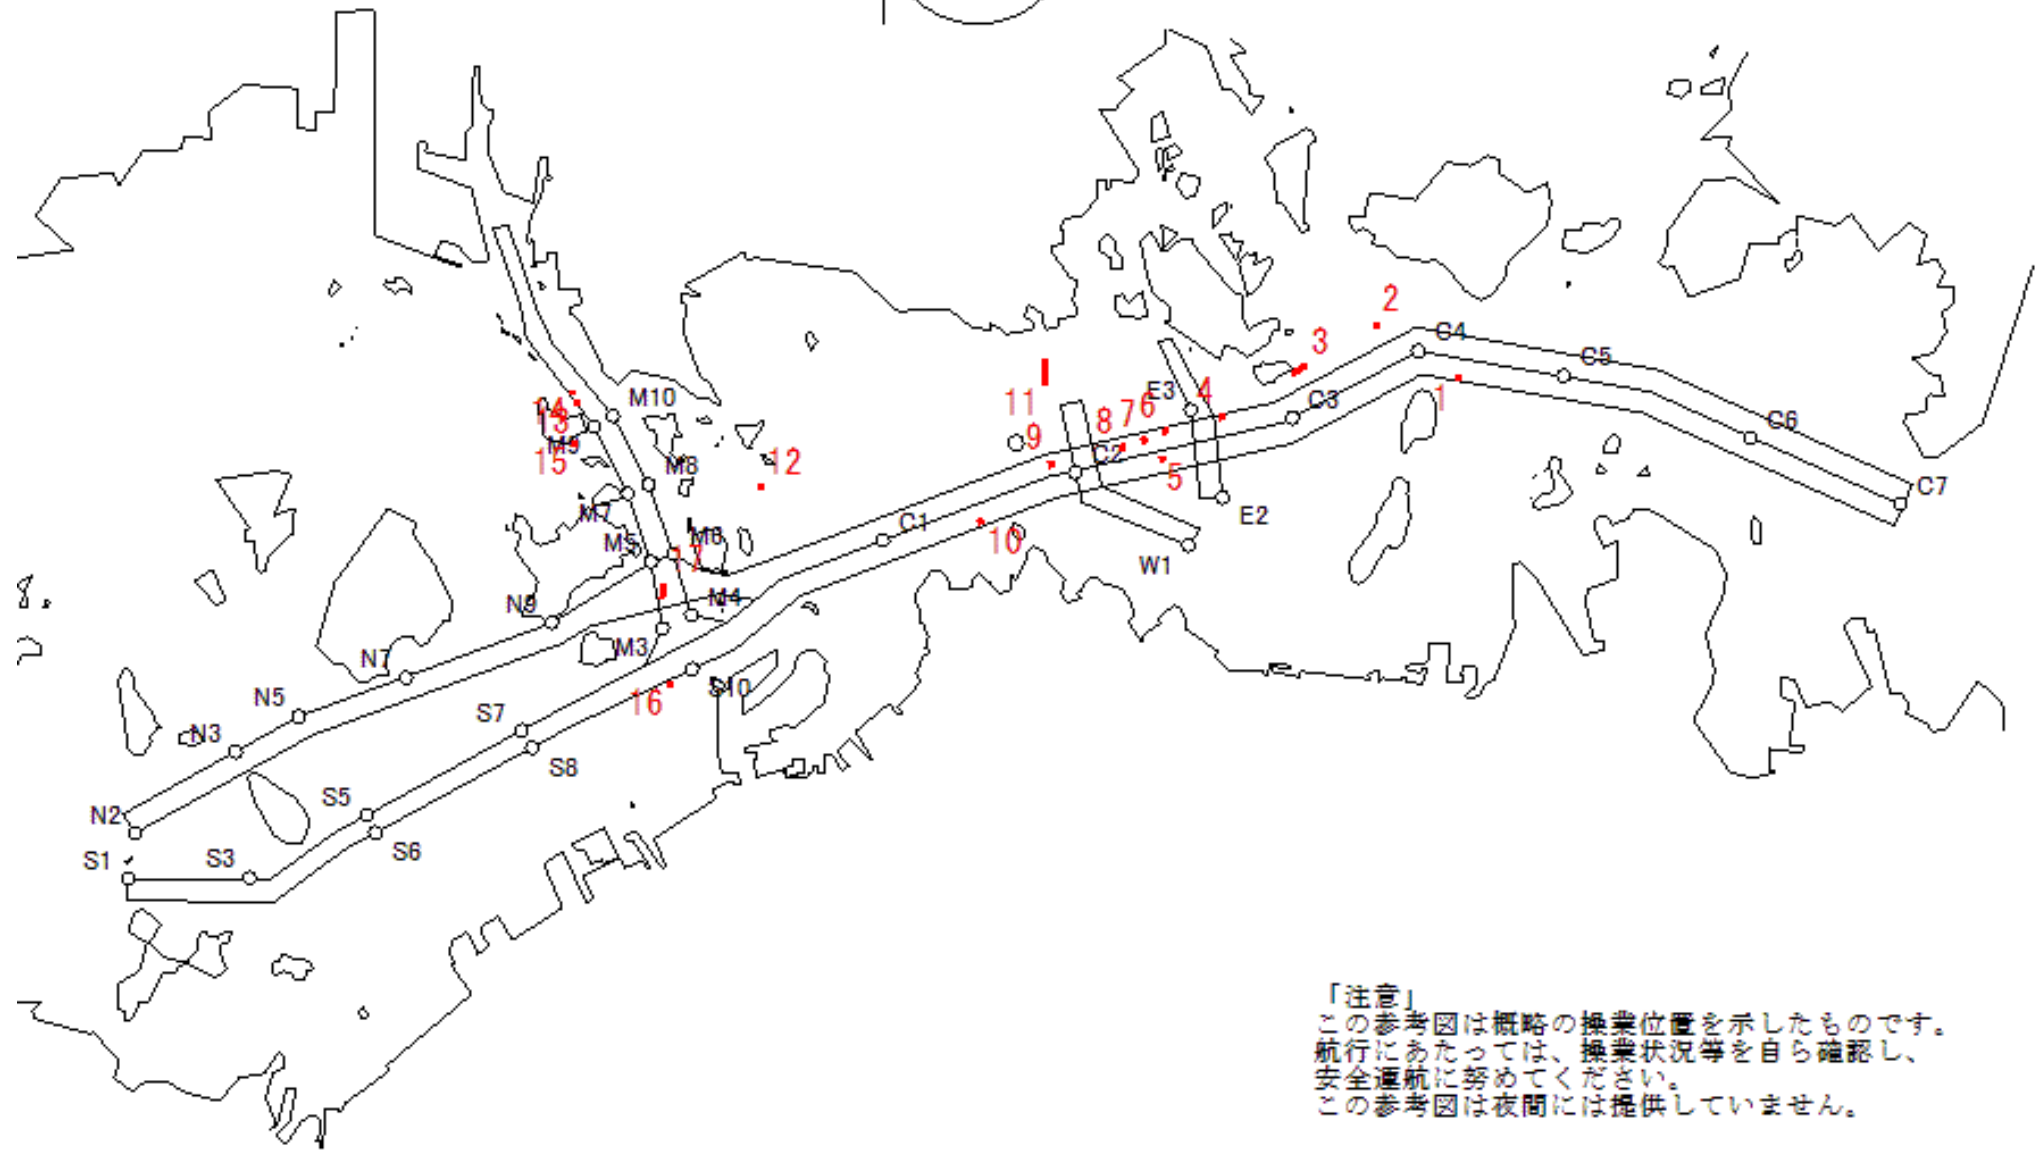 2
C4
3
C5
1
E3
4
M10
11
14
13
8
7
6
C3
C6
M9
9
15
M8
12
C2
5
C7
M7
E2
C1
10
M5
M6
17
W1
N9
M4
M3
N7
16
S10
N5
S7
N3
S8
S5
N2
S6
S1
S3
「注意」
この参考図は概略の操業位置を示したものです。
航行にあたっては、操業状況等を自ら確認し、
安全運航に努めてください。
この参考図は夜間には提供していません。